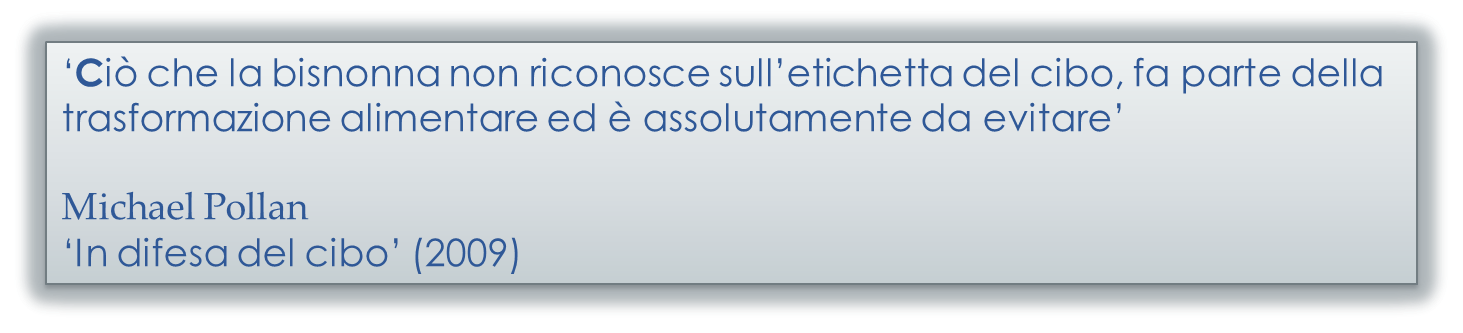 ‘Ciò che la bisnonna non riconosce sull’etichetta del cibo, fa parte della
trasformazione alimentare ed è assolutamente da evitare’
Michael Pollan
‘In difesa del cibo’ (2009)